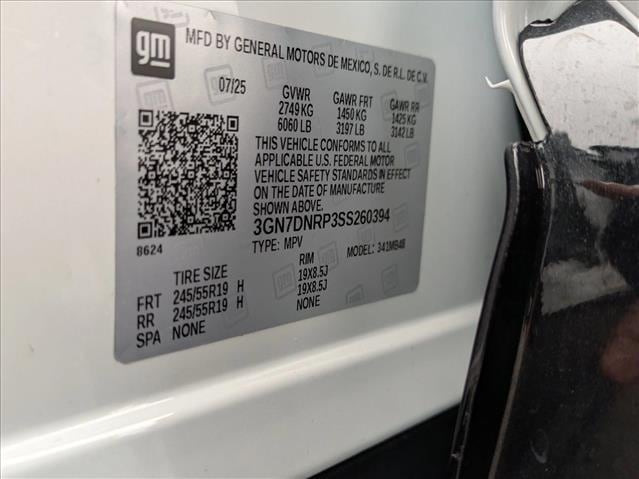 gm
MFD BY GENERAL MOTORS DE MEXICO, S. DE R.L. DE C.V.
07/25 GVWR GAWR FRT GAWR RR
2749 KG 1450 KG 1425 KG
6060 LB 3197 LB 3142 LB
THIS VEHICLE CONFORMS TO ALL
APPLICABLE U.S. FEDERAL MOTOR
VEHICLE SAFETY STANDARDS IN EFFECT
ON THE DATE OF MANUFACTURE
SHOWN ABOVE.
3GN7DNRP3SS260394
8624 TYPE: MPV MODEL: 341MB48
TIRE SIZE RIM
FRT 245/55R19 H 19X8.5J
RR 245/55R19 H 19X8.5J
SPA NONE NONE